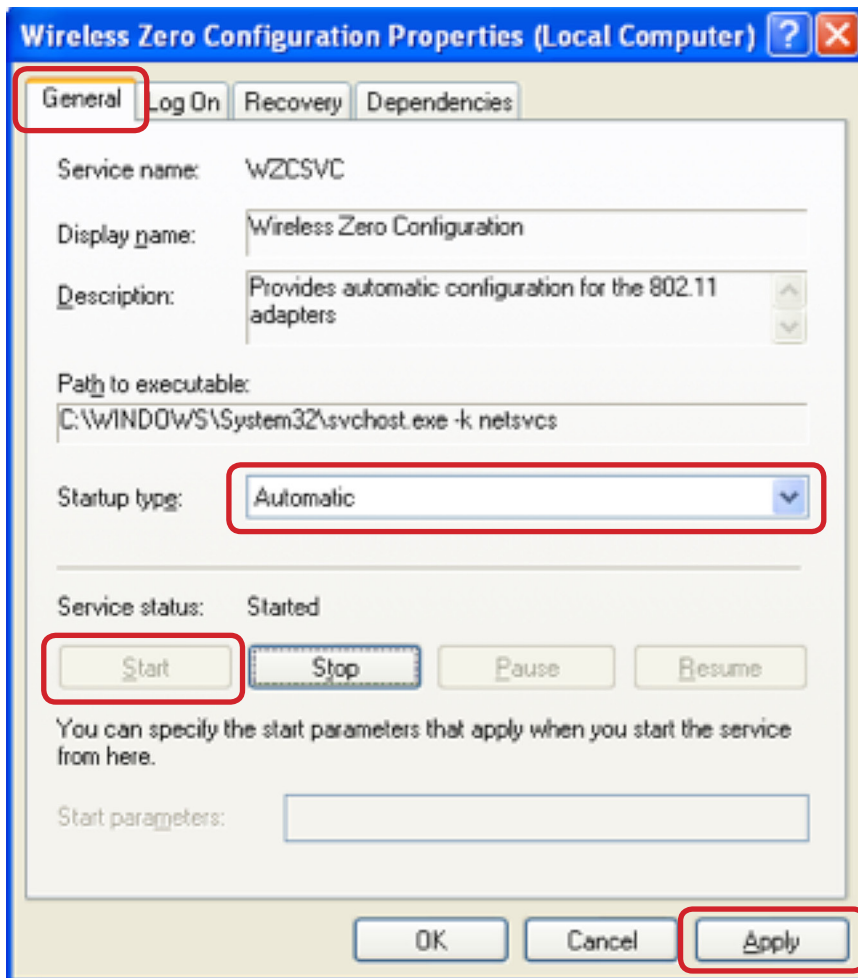 Wireless Zero Configuration Properties (Local Computer)
General Log On Recovery Dependencies
Service name: WZCSVC
Display name: Wireless Zero Configuration
Description: Provides automatic configuration for the 802.11
adapters
Path to executable:
C:\WINDOWS\System32\svchost.exe -k netsvcs
Startup type: Automatic
Service status: Started
Start Stop Pause Resume
You can specify the start parameters that apply when you start the service
from here.
Start parameters:
OK Cancel Apply